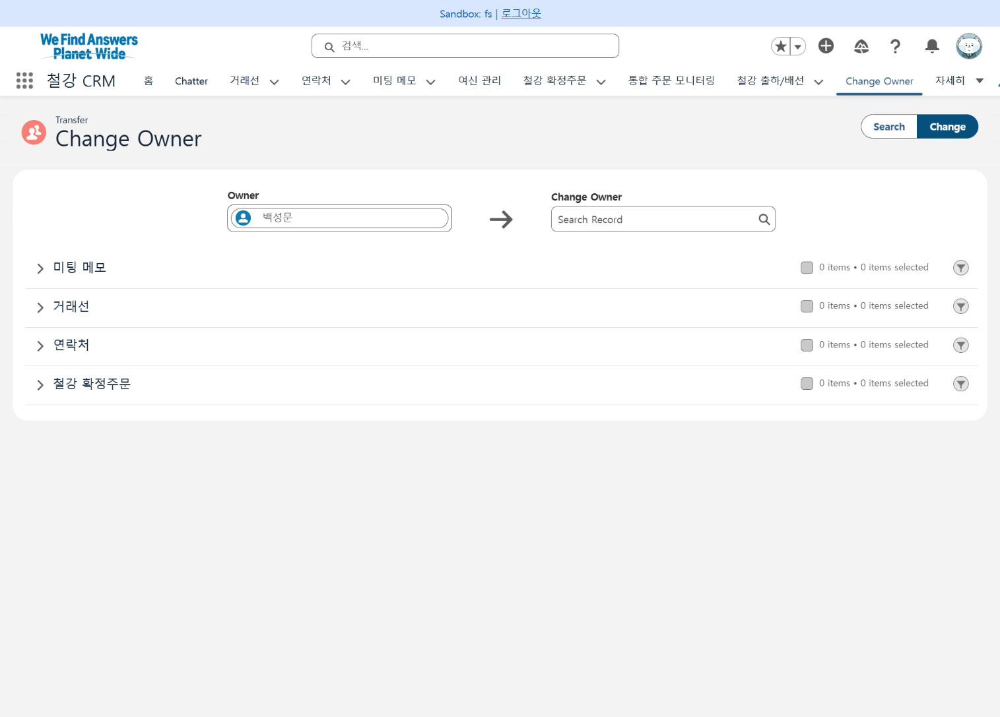 Sandbox: fs | 로그아웃
We Find Answers
Planet Wide
검색...
철강 CRM
홈
Chatter
거래선
연락처
미팅 메모
여신 관리
철강 확정주문
통합 주문 모니터링
철강 출하/배선
Change Owner
자세히
Transfer
Change Owner
Search
Change
Owner
백성문
Change Owner
Search Record
미팅 메모
0 items • 0 items selected
거래선
0 items • 0 items selected
연락처
0 items • 0 items selected
철강 확정주문
0 items • 0 items selected